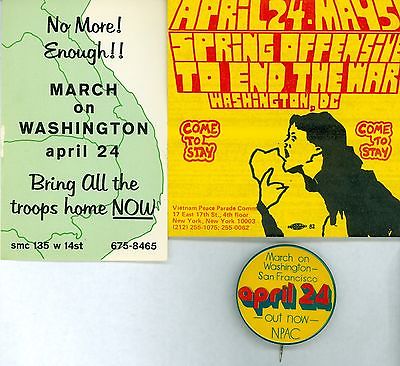 No More!
Enough!!
MARCH
on
WASHINGTON
april 24
Bring All the
troops home NOW
smc 135 w 14st 675-8465
APRIL 24-MAY 5
SPRING OFFENSIVE
TO END THE WAR
WASHINGTON, DC
COME
TO
STAY
COME
TO
STAY
Vietnam Peace Parade Comm
17 East 17th St., 4th floor
New York, New York 10003
(212) 255-1075; 255-0062
82
March on
Washington—
San Francisco
april 24
—out now—
NPAC